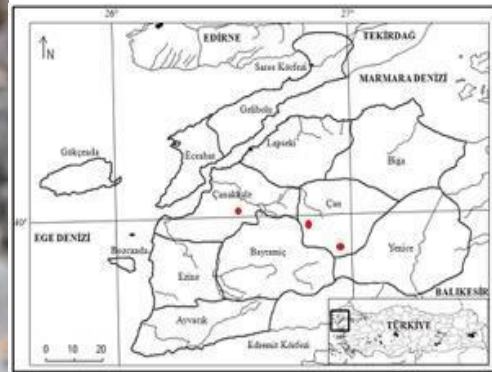 26° 27°
EDİRNE
TEKİRDAĞ
N
Saros Körfezi
MARMARA DENİZİ
Gelibolu
Gökçeada
Eceabat
Lapseki
Biga
Çanakkale
Çan
40°
EGE DENİZİ
Bozcaada
Bayramiç
Yenice
Ezine
BALIKESİR
Ayvacık
TÜRKİYE
Edremit Körfezi
0 10 20